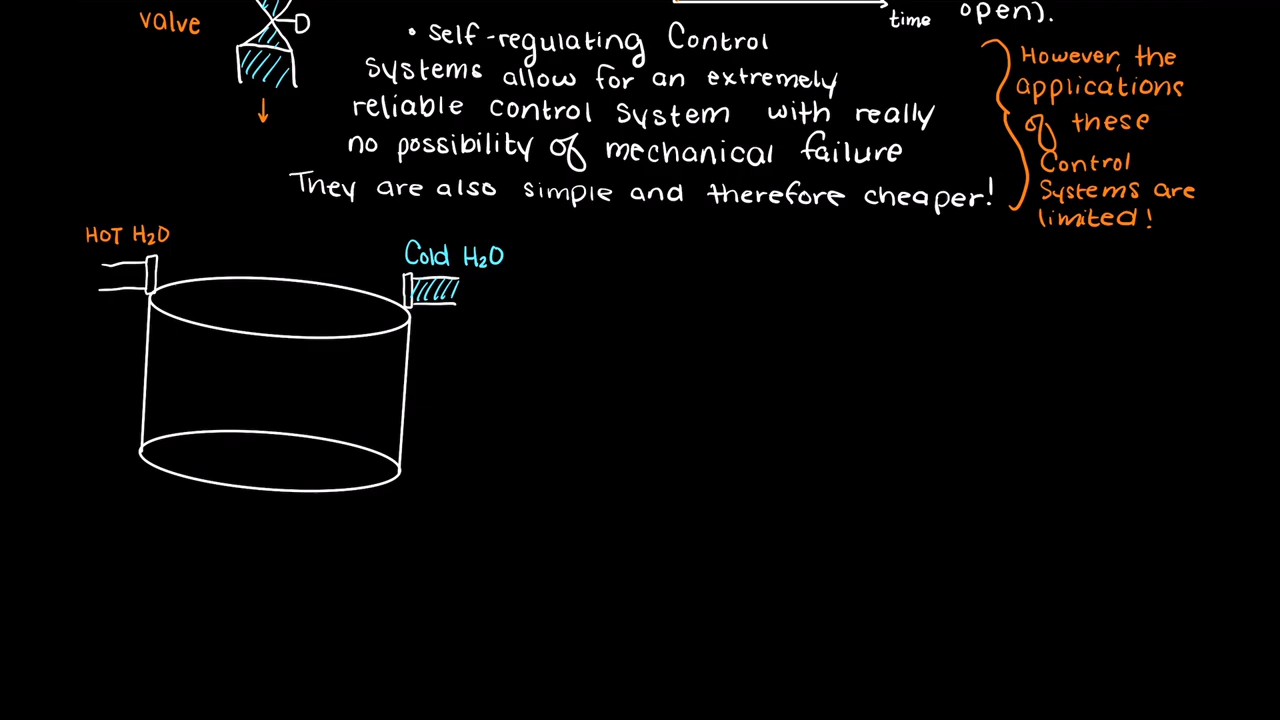 valve
time
open).
• Self-regulating Control
Systems allow for an extremely
reliable control System with really
no possibility of mechanical failure
They are also simple and therefore cheaper!
However, the
applications
of these
Control
Systems are
limited!
HOT H₂O
Cold H₂O